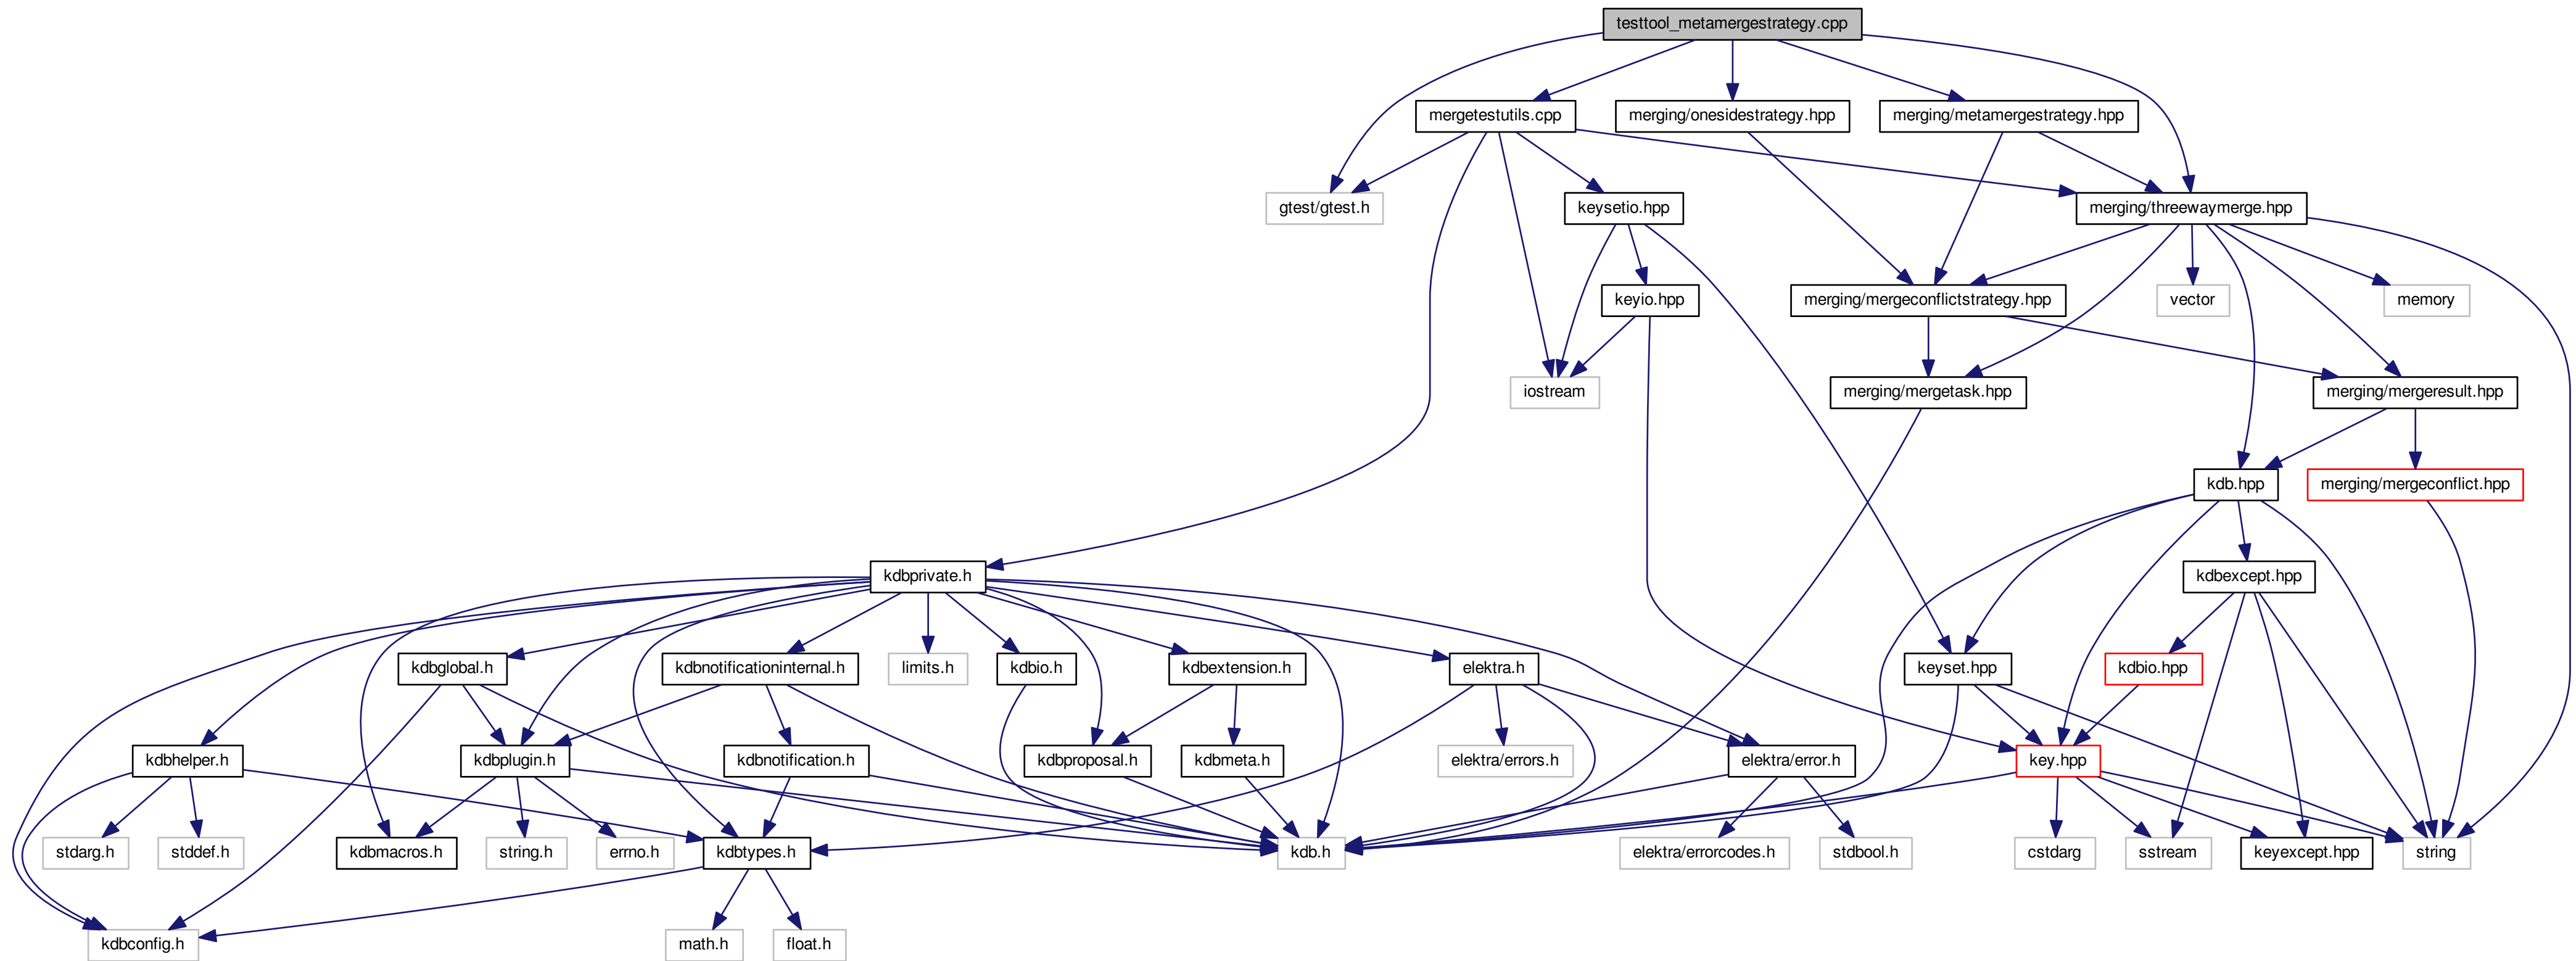 testtool_metamergestrategy.cpp
mergetestutils.cpp
merging/onesidestrategy.hpp
merging/metamergestrategy.hpp
gtest/gtest.h
keysetio.hpp
merging/threewaymerge.hpp
keyio.hpp
merging/mergeconflictstrategy.hpp
vector
memory
iostream
merging/mergetask.hpp
merging/mergeresult.hpp
kdb.hpp
merging/mergeconflict.hpp
kdbprivate.h
kdbexcept.hpp
kdbglobal.h
kdbnotificationinternal.h
limits.h
kdbio.h
kdbextension.h
elektra.h
keyset.hpp
kdbio.hpp
kdbhelper.h
kdbplugin.h
kdbnotification.h
kdbproposal.h
kdbmeta.h
elektra/errors.h
elektra/error.h
key.hpp
stdarg.h
stddef.h
kdbmacros.h
string.h
errno.h
kdbtypes.h
kdb.h
elektra/errorcodes.h
stdbool.h
cstdarg
sstream
keyexcept.hpp
string
kdbconfig.h
math.h
float.h